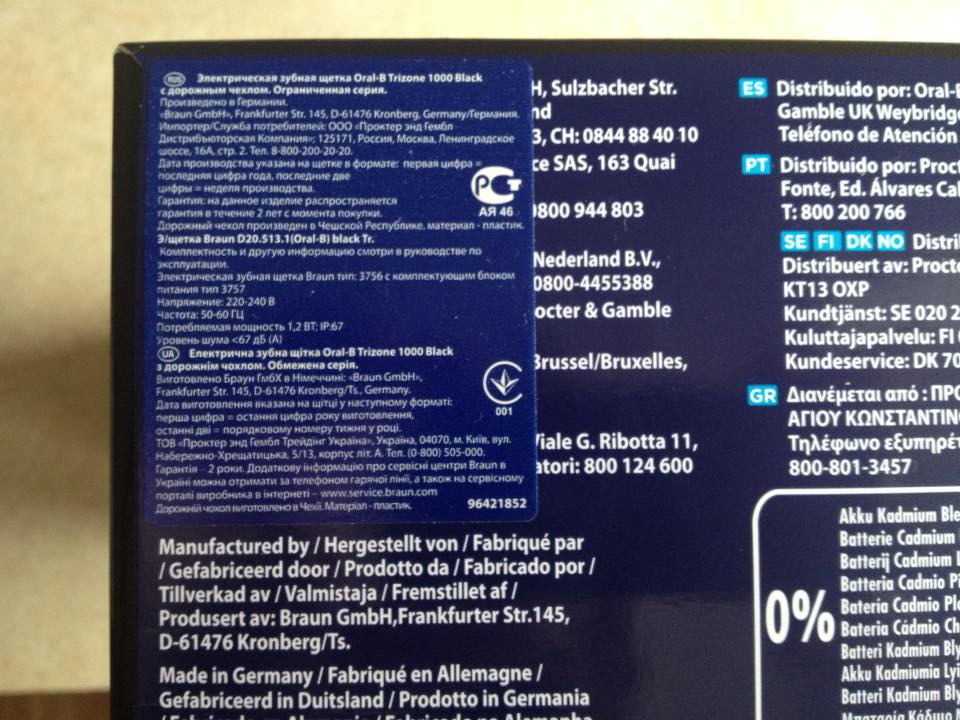 RUS Электрическая зубная щетка Oral-B Trizone 1000 Black
с дорожным чехлом. Ограниченная серия.
Произведено в Германии.
«Braun GmbH», Frankfurter Str. 145, D-61476 Kronberg, Germany/Германия.
Импортер/Служба потребителей: ООО «Проктер энд Гембл
Дистрибьюторская Компания»; 125171, Россия, Москва, Ленинградское
шоссе, 16А, стр. 2. Тел. 8-800-200-20-20.
Дата производства указана на щетке в формате: первая цифра =
последняя цифра года, последние две
цифры = неделя производства.
Гарантия: на данное изделие распространяется
гарантия в течение 2 лет с момента покупки.
РСТ
АЯ 46
Дорожный чехол произведен в Чешской Республике. материал - пластик.
Э/щетка Braun D20.513.1(Oral-B) black Tr.
Комплектность и другую информацию смотри в руководстве по
эксплуатации.
Электрическая зубная щетка Braun тип: 3756 с комплектующим блоком
питания тип 3757
Напряжение: 220-240 В
Частота: 50-60 ГЦ
Потребляемая мощность 1,2 ВТ; IP:67
Уровень шума <67 дБ (А)
UA Електрична зубна щітка Oral-B Trizone 1000 Black
з дорожнім чохлом. Обмежена серія.
Виготовлено Браун ГмбХ в Німеччині: «Braun GmbH»,
Frankfurter Str. 145, D-61476 Kronberg/Ts., Germany.
Дата виготовлення вказана на щітці у наступному форматі:
перша цифра = остання цифра року виготовлення,
останні дві = порядковому номеру тижня у році.
001
ТОВ «Проктер энд Гембл Трейдінг Україна», Україна, 04070, м. Київ, вул.
Набережно-Хрещатицька, 5/13, корпус літ. А. Тел. (0-800) 505-000.
Гарантія - 2 роки. Додаткову інформацію про сервісні центри Braun в
Україні можна отримати за телефоном гарячої лінії, а також на сервісному
порталі виробника в інтернеті – www.service.braun.com
Дорожній чохол виготовлено в Чехії. Матеріал - пластик.
96421852
H, Sulzbacher Str.
nd
3, CH: 0844 88 40 10
ce SAS, 163 Quai
0800 944 803
Nederland B.V.,
0800-4455388
octer & Gamble
Brussel/Bruxelles,
Viale G. Ribotta 11,
atori: 800 124 600
ES Distribuido por: Oral-B
Gamble UK Weybridge
Teléfono de Atención
PT Distribuido por: Proct
Fonte, Ed. Álvares Cal
T: 800 200 766
SE FI DK NO Distri
Distribuert av: Procte
KT13 OXP
Kundtjänst: SE 020 2
Kuluttajapalvelu: FI
Kundeservice: DK 70
GR Διανέμεται από : ΠΡΟ
ΑΓΙΟΥ ΚΩΝΣΤΑΝΤΙΝΟ
Τηλέφωνο εξυπηρέτ
800-801-3457
Manufactured by / Hergestellt von / Fabriqué par
/ Gefabriceerd door / Prodotto da / Fabricado por /
Tillverkad av / Valmistaja / Fremstillet af /
Produsert av: Braun GmbH,Frankfurter Str.145,
D-61476 Kronberg/Ts.
Made in Germany / Fabriqué en Allemagne /
Gefabriceerd in Duitsland / Prodotto in Germania
0%
Akku Kadmium Ble
Batterie Cadmium
Batterij Cadmium L
Batteria Cadmio Pi
Bateria Cadmio Plo
Bateria Cádmio Ch
Batteri Kadmium Bly
Akku Kadmiumia Lyi
Batteri Kadmium Bly